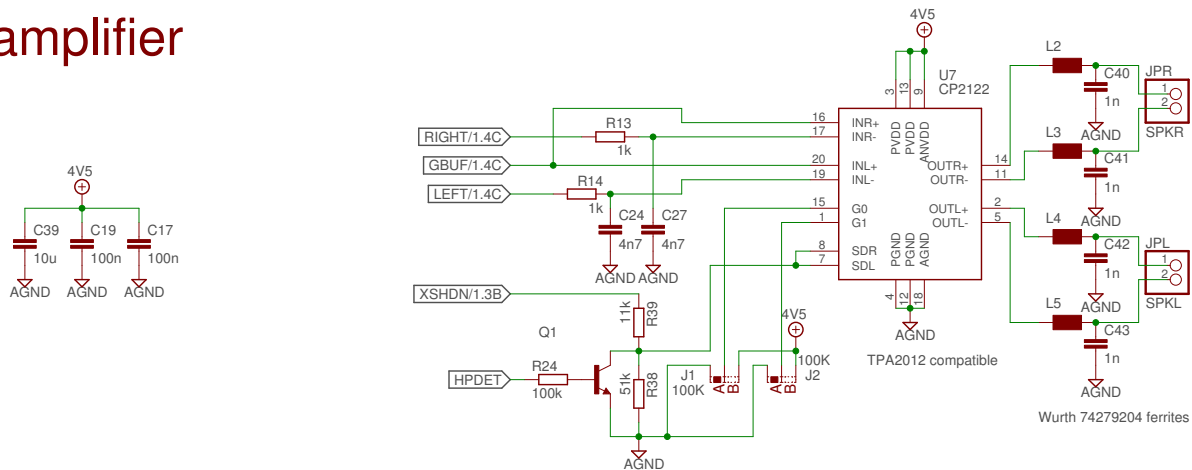 amplifier
4V5
C39
10u
C19
100n
C17
100n
AGND
AGND
AGND
RIGHT/1.4C
GBUF/1.4C
LEFT/1.4C
R13
1k
R14
1k
C24
4n7
C27
4n7
AGND
AGND
XSHDN/1.3B
11k
R39
Q1
HPDET
R24
100k
51k
R38
AGND
J1
100K
A
B
4V5
100K
J2
A
B
4V5
U7
CP2122
3
13
9
PVDD
PVDD
ANVDD
16
INR+
17
INR-
20
INL+
19
INL-
15
G0
1
G1
8
SDR
7
SDL
OUTR+
14
OUTR-
11
OUTL+
2
OUTL-
5
PGND
PGND
AGND
4
12
18
AGND
TPA2012 compatible
L2
C40
1n
AGND
L3
C41
1n
AGND
L4
C42
1n
AGND
L5
C43
1n
AGND
JPR
1
2
SPKR
JPL
1
2
SPKL
Wurth 74279204 ferrites